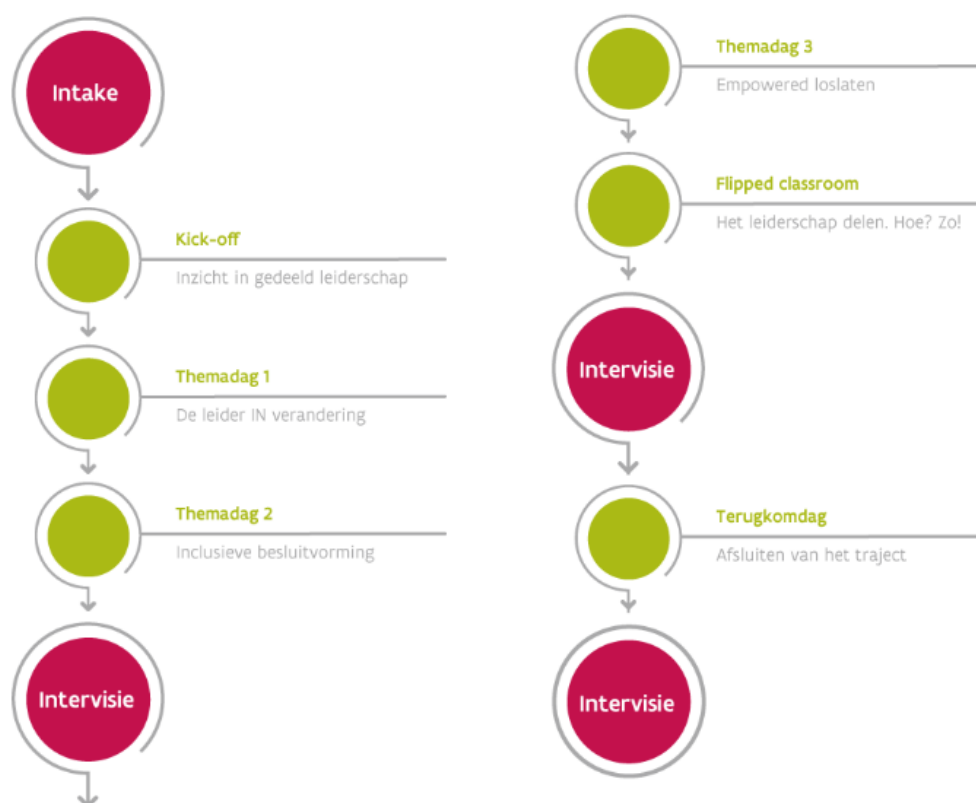 Intake
Kick-off
Inzicht in gedeeld leiderschap
Themadag 1
De leider IN verandering
Themadag 2
Inclusieve besluitvorming
Intervisie
Themadag 3
Empowered loslaten
Flipped classroom
Het leiderschap delen. Hoe? Zo!
Intervisie
Terugkomdag
Afsluiten van het traject
Intervisie